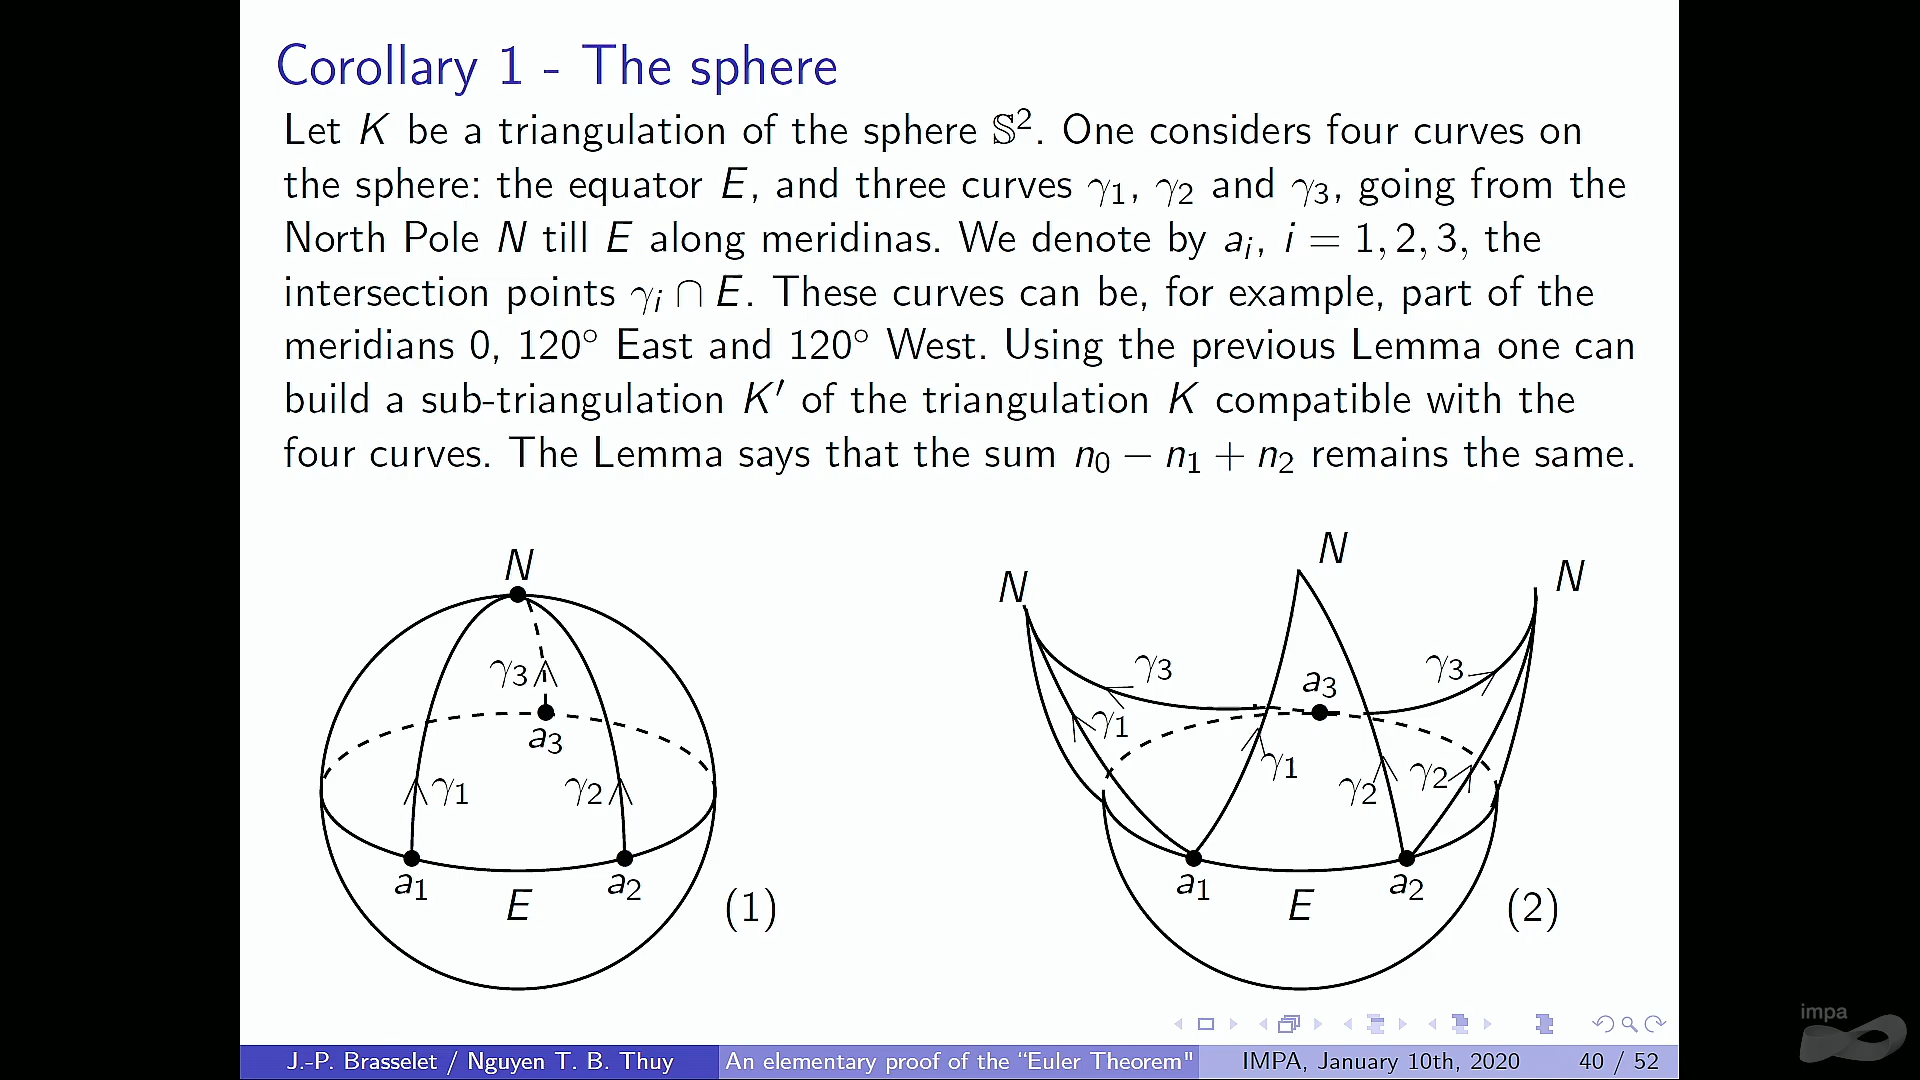 Corollary 1 - The sphere
Let K be a triangulation of the sphere 𝕊². One considers four curves on
the sphere: the equator E, and three curves γ₁, γ₂ and γ₃, going from the
North Pole N till E along meridinas. We denote by aᵢ, i = 1, 2, 3, the
intersection points γᵢ ∩ E. These curves can be, for example, part of the
meridians 0, 120° East and 120° West. Using the previous Lemma one can
build a sub-triangulation K′ of the triangulation K compatible with the
four curves. The Lemma says that the sum n₀ − n₁ + n₂ remains the same.
N
γ₃
a₃
γ₁ γ₂
a₁ a₂
E
(1)
N N N
γ₃ a₃ γ₃
γ₁ γ₁ γ₂ γ₂
a₁ a₂
E
(2)
impa
J.-P. Brasselet / Nguyen T. B. Thuy An elementary proof of the “Euler Theorem" IMPA, January 10th, 2020 40 / 52